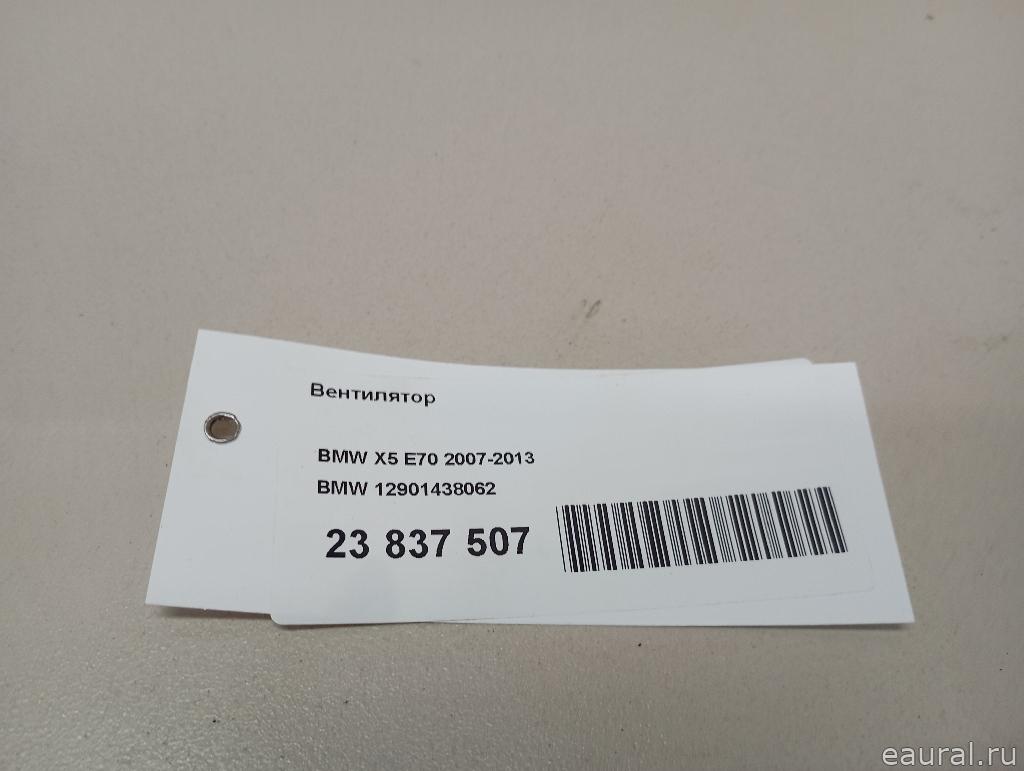 Вентилятор
BMW X5 E70 2007-2013
BMW 12901438062
23 837 507
eaural.ru